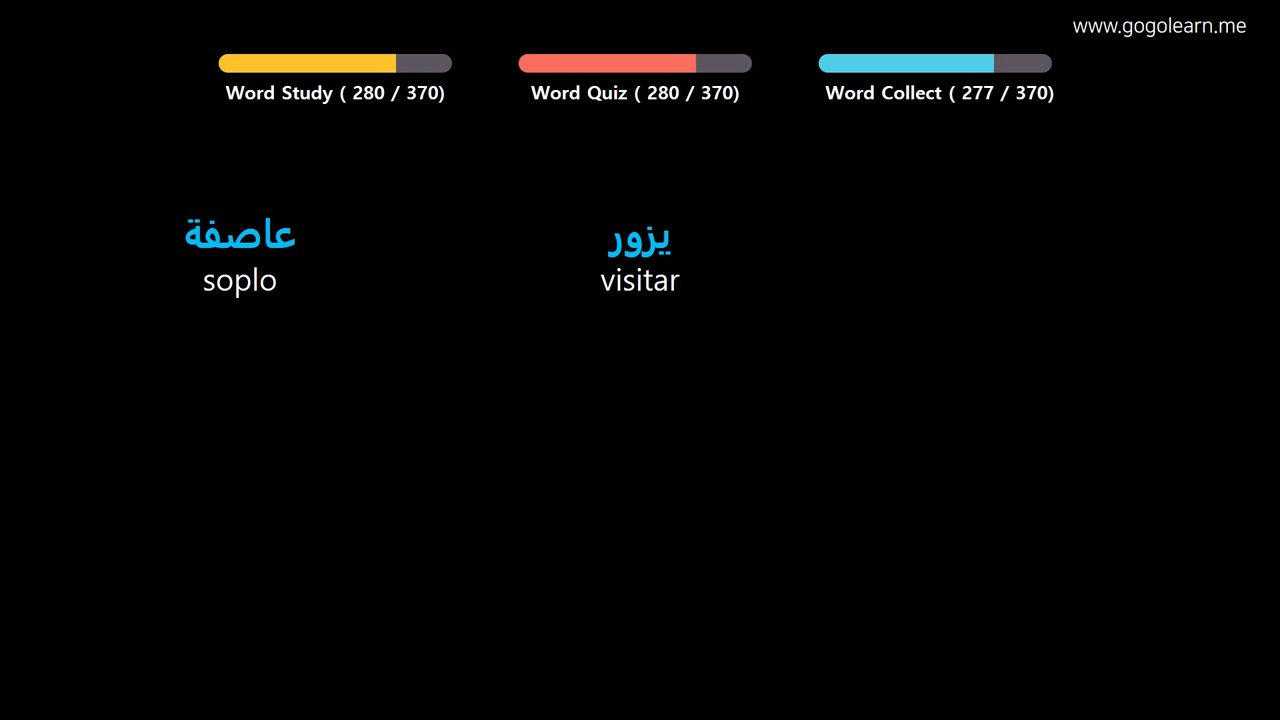 www.gogolearn.me
Word Study ( 280 / 370)
Word Quiz ( 280 / 370)
Word Collect ( 277 / 370)
عاصفة
soplo
يزور
visitar